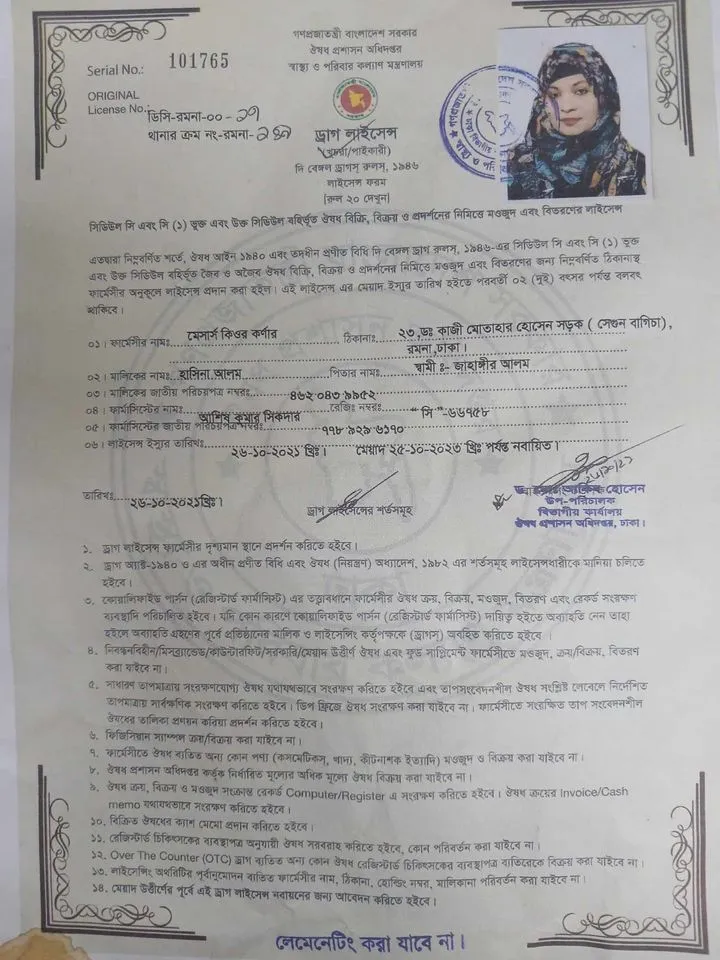 গণপ্রজাতন্ত্রী বাংলাদেশ সরকার
ঔষধ প্রশাসন অধিদপ্তর
স্বাস্থ্য ও পরিবার কল্যাণ মন্ত্রণালয়
Serial No.: 101765
ORIGINAL
License No.: ডিসি-রমনা-০০-২৭
থানার ক্রম নং-রমনা-
ড্রাগ লাইসেন্স
(খুচরা/পাইকারী)
দি বেঙ্গল ড্রাগস্ রুলস, ১৯৪৬
লাইসেন্স ফরম
[রুল ২০ দেখুন]
সিডিউল সি এবং সি (১) ভুক্ত এবং উক্ত সিডিউল বহির্ভূত ঔষধ বিক্রি, বিক্রয় ও প্রদর্শনের নিমিত্তে মওজুদ এবং বিতরণের লাইসেন্স
এতদ্বারা নিম্নবর্ণিত শর্তে, ঔষধ আইন ১৯৪০ এবং তদধীন প্রণীত বিধি দি বেঙ্গল ড্রাগ রুলস, ১৯৪৬-এর সিডিউল সি এবং সি (১) ভুক্ত
এবং উক্ত সিডিউল বহির্ভূত জৈব ও অজৈব ঔষধ বিক্রি, বিক্রয় ও প্রদর্শনের নিমিত্তে মওজুদ এবং বিতরণের জন্য নিম্নবর্ণিত ঠিকানাস্থ
ফার্মেসীর অনুকূলে লাইসেন্স প্রদান করা হইল। এই লাইসেন্স এর মেয়াদ ইস্যুর তারিখ হইতে পরবর্তী ০২ (দুই) বৎসর পর্যন্ত বলবৎ
থাকিবে।
০১। ফার্মেসীর নামঃ মেসার্স কিওর কর্ণার ঠিকানাঃ ২৩,ডঃ কাজী মোতাহার হোসেন সড়ক ( সেগুন বাগিচা),
রমনা,ঢাকা।
০২। মালিকের নামঃ হাসিনা আলম পিতার নামঃ স্বামী ঃ- জাহাঙ্গীর আলম
০৩। মালিকের জাতীয় পরিচয়পত্র নম্বরঃ ৪৬২ ০৪৩ ৯৯৫২
০৪। ফার্মাসিস্টের নামঃ আশিষ কুমার সিকদার রেজিঃ নম্বরঃ “ সি ”-৬৬৭৫৮
০৫। ফার্মাসিস্টের জাতীয় পরিচয়পত্র নম্বরঃ ৭৭৮ ৯২৯ ৬১৭০
০৬। লাইসেন্স ইস্যুর তারিখঃ ২৬-১০-২০২১ খ্রিঃ। মেয়াদ ২৫-১০-২০২৩ খ্রিঃ পর্যন্ত নবায়িত।
তারিখঃ ২৬-১০-২০২১খ্রিঃ।
ড্রাগ লাইসেন্সের শর্তসমূহ
হোসেন
উপ-পরিচালক
বিভাগীয় কার্যালয়
ঔষধ প্রশাসন অধিদপ্তর, ঢাকা।
১. ড্রাগ লাইসেন্স ফার্মেসীর দৃশ্যমান স্থানে প্রদর্শন করিতে হইবে।
২. ড্রাগ অ্যাক্ট-১৯৪০ ও এর অধীন প্রণীত বিধি এবং ঔষধ (নিয়ন্ত্রণ) অধ্যাদেশ, ১৯৮২ এর শর্তসমূহ লাইসেন্সধারীকে মানিয়া চলিতে
হইবে।
৩. কোয়ালিফাইড পার্সন (রেজিস্টার্ড ফার্মাসিস্ট) এর তত্ত্বাবধানে ফার্মেসীর ঔষধ ক্রয়, বিক্রয়, মওজুদ, বিতরণ এবং রেকর্ড সংরক্ষণ
ব্যবস্থাদি পরিচালিত হইবে। যদি কোন কারণে কোয়ালিফাইড পার্সন (রেজিস্টার্ড ফার্মাসিস্ট) দায়িত্ব হইতে অব্যাহতি নেন তাহা
হইলে অব্যাহতি গ্রহণের পূর্বে প্রতিষ্ঠানের মালিক ও লাইসেন্সিং কর্তৃপক্ষকে (ড্রাগস্) অবহিত করিতে হইবে।
৪. নিবন্ধনবিহীন/মিসব্র্যান্ডেড/কাউন্টারফিট/সরকারি/মেয়াদ উত্তীর্ণ ঔষধ এবং ফুড সাপ্লিমেন্ট ফার্মেসীতে মওজুদ, ক্রয়/বিক্রয়, বিতরণ
করা যাবে না।
৫. সাধারণ তাপমাত্রায় সংরক্ষণযোগ্য ঔষধ যথাযথভাবে সংরক্ষণ করিতে হইবে এবং তাপসংবেদনশীল ঔষধ সংশ্লিষ্ট লেবেলে নির্দেশিত
তাপমাত্রায় সার্বক্ষণিক সংরক্ষণ করিতে হইবে। ডিপ ফ্রিজে ঔষধ সংরক্ষণ করা যাবে না। ফার্মেসীতে সংরক্ষিত তাপ সংবেদনশীল
ঔষধের তালিকা প্রণয়ন করিয়া প্রদর্শন করিতে হইবে।
৬. ফিজিসিয়ান স্যাম্পল ক্রয়/বিক্রয় করা যাইবে না।
৭. ফার্মেসীতে ঔষধ ব্যতিত অন্য কোন পণ্য (কসমেটিকস্, খাদ্য, কীটনাশক ইত্যাদি) মওজুদ ও বিক্রয় করা যাইবে না।
৮. ঔষধ প্রশাসন অধিদপ্তর কর্তৃক নির্ধারিত মূল্যের অধিক মূল্যে ঔষধ বিক্রয় করা যাইবে না।
৯. ঔষধ ক্রয়, বিক্রয় ও মওজুদ সংক্রান্ত রেকর্ড Computer/Register এ সংরক্ষণ করিতে হইবে। ঔষধ ক্রয়ের Invoice/Cash
memo যথাযথভাবে সংরক্ষণ করিতে হইবে।
১০. বিক্রিত ঔষধের ক্যাশ মেমো প্রদান করিতে হইবে।
১১. রেজিস্টার্ড চিকিৎসকের ব্যবস্থাপত্র অনুযায়ী ঔষধ সরবরাহ করিতে হইবে, কোন পরিবর্তন করা যাইবে না।
১২. Over The Counter (OTC) ড্রাগ ব্যতিত অন্য কোন ঔষধ রেজিস্টার্ড চিকিৎসকের ব্যবস্থাপত্র ব্যতিরেকে বিক্রয় করা যাইবে না।
১৩. লাইসেন্সিং অথরিটির পূর্বানুমোদন ব্যতিত ফার্মেসীর নাম, ঠিকানা, হোল্ডিং নম্বর, মালিকানা পরিবর্তন করা যাইবে না।
১৪. মেয়াদ উত্তীর্ণের পূর্বে এই ড্রাগ লাইসেন্স নবায়নের জন্য আবেদন করিতে হইবে।
লেমেনেটিং করা যাবে না।